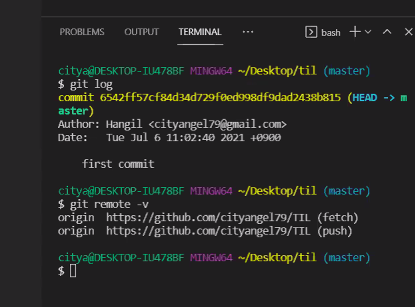 PROBLEMS OUTPUT TERMINAL ... bash
citya@DESKTOP-IU478BF MINGW64 ~/Desktop/til (master)
$ git log
commit 6542ff57cf84d34d729f0ed998df9dad2438b815 (HEAD -> m
aster)
Author: Hangil <cityangel79@gmail.com>
Date:   Tue Jul 6 11:02:40 2021 +0900
    first commit
citya@DESKTOP-IU478BF MINGW64 ~/Desktop/til (master)
$ git remote -v
origin  https://github.com/cityangel79/TIL (fetch)
origin  https://github.com/cityangel79/TIL (push)
citya@DESKTOP-IU478BF MINGW64 ~/Desktop/til (master)
$